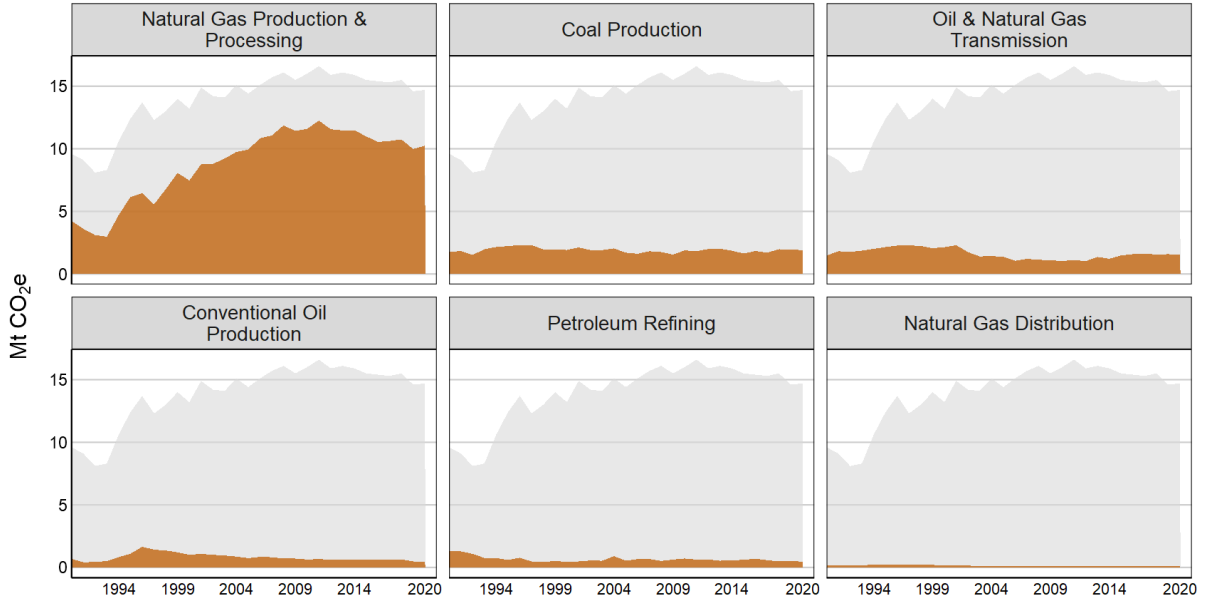 Natural Gas Production &
Processing
Coal Production
Oil & Natural Gas
Transmission
15
10
5
0
Conventional Oil
Production
Petroleum Refining
Natural Gas Distribution
15
10
5
0
Mt CO₂e
1994 1999 2004 2009 2014 2020
1994 1999 2004 2009 2014 2020
1994 1999 2004 2009 2014 2020